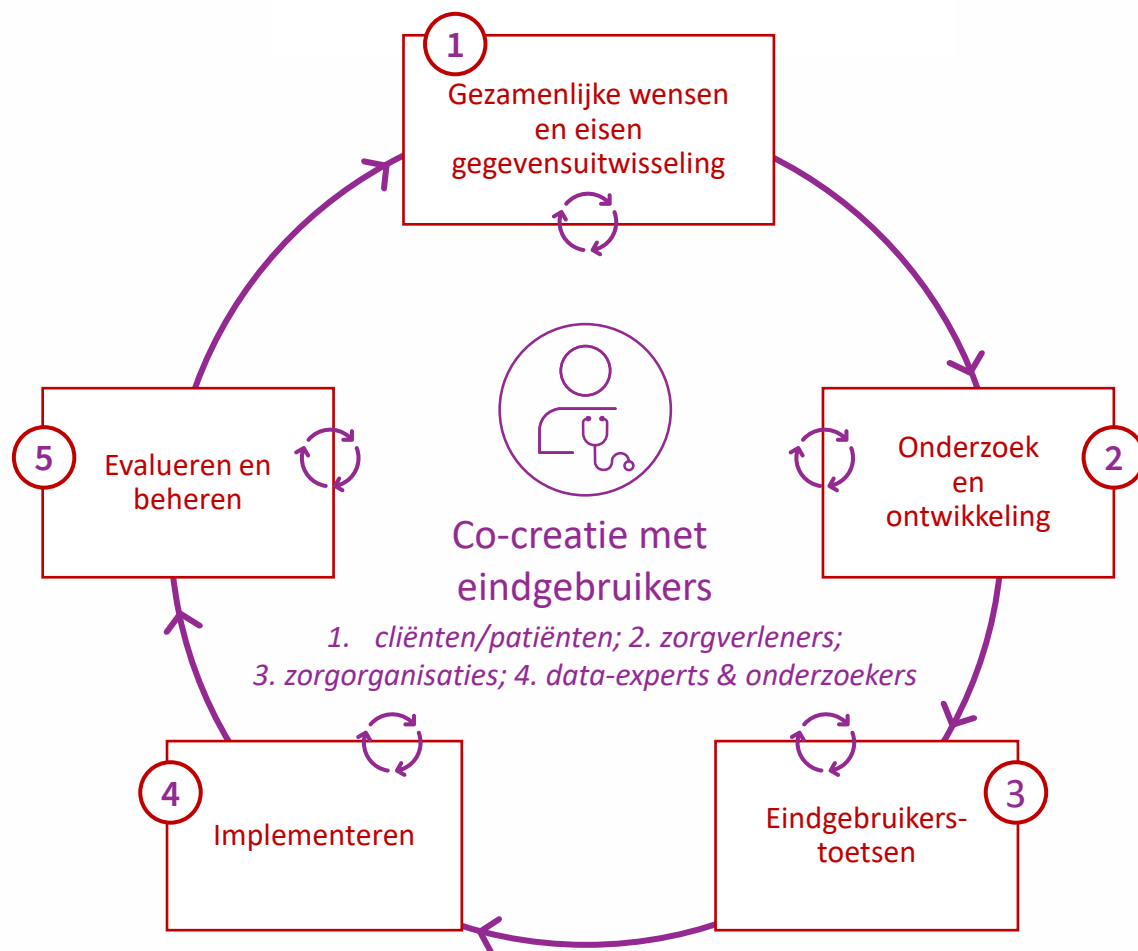 1
Gezamenlijke wensen
en eisen
gegevensuitwisseling
2
Onderzoek
en
ontwikkeling
3
Eindgebruikers-
toetsen
4
Implementeren
5
Evalueren en
beheren
Co-creatie met
eindgebruikers
1. cliënten/patiënten; 2. zorgverleners;
3. zorgorganisaties; 4. data-experts & onderzoekers